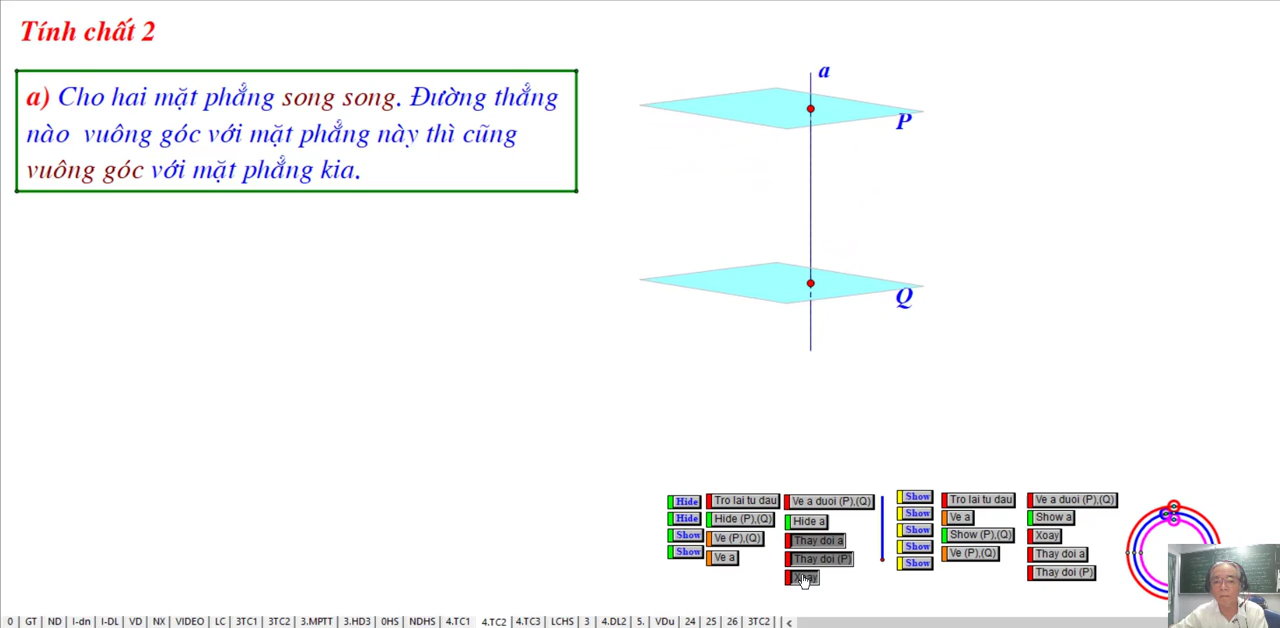 Tính chất 2
a) Cho hai mặt phẳng song song. Đường thẳng
nào vuông góc với mặt phẳng này thì cũng
vuông góc với mặt phẳng kia.
a
P
Q
Hide
Hide
Show
Show
Tro lai tu dau
Hide (P),(Q)
Ve (P),(Q)
Ve a
Ve a duoi (P),(Q)
Hide a
Thay doi a
Thay doi (P)
Show
Show
Show
Show
Show
Tro lai tu dau
Ve a
Show (P),(Q)
Ve (P),(Q)
Ve a duoi (P),(Q)
Show a
Xoay
Thay doi a
Thay doi (P)
0 | GT | ND | I-dn | I-DL | VD | NX | VIDEO | LC | 3TC1 | 3TC2 | 3.MPTT | 3.HD3 | 0HS | NDHS | 4.TC1 | 4.TC2 | 4.TC3 | LCHS | 3 | 4.DL2 | 5. | VDu | 24 | 25 | 26 | 3TC2 |